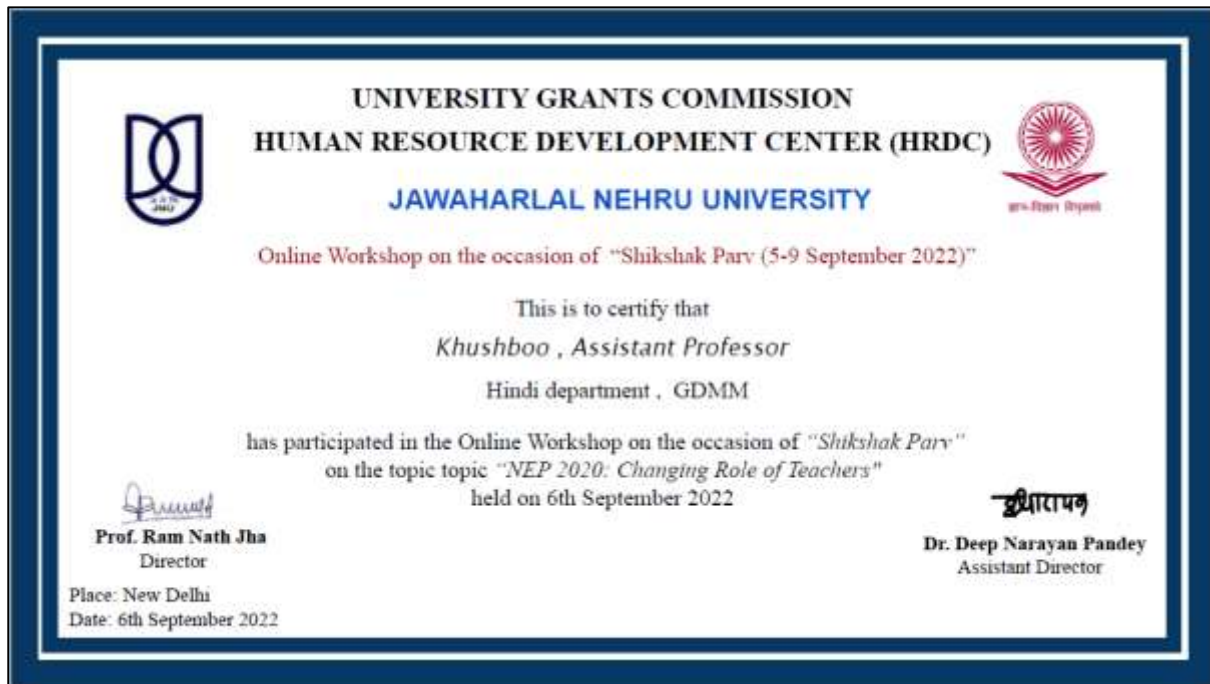 UNIVERSITY GRANTS COMMISSION
HUMAN RESOURCE DEVELOPMENT CENTER (HRDC)
JAWAHARLAL NEHRU UNIVERSITY
JNU
ज्ञान-विज्ञान विमुक्तये
Online Workshop on the occasion of “Shikshak Parv (5-9 September 2022)”
This is to certify that
Khushboo , Assistant Professor
Hindi department , GDMM
has participated in the Online Workshop on the occasion of “Shikshak Parv”
on the topic topic “NEP 2020: Changing Role of Teachers"
held on 6th September 2022
Prof. Ram Nath Jha
Director
Dr. Deep Narayan Pandey
Assistant Director
Place: New Delhi
Date: 6th September 2022